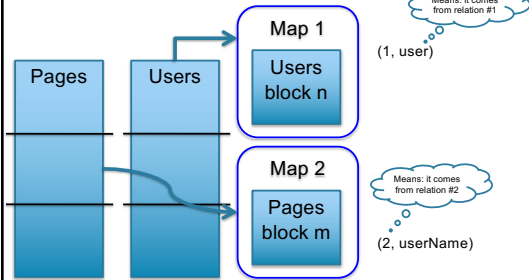 Means: it comes
from relation #1
Map 1
(1, user)
Pages
Users
Users
block n
Map 2
Means: it comes
from relation #2
Pages
block m
(2, userName)